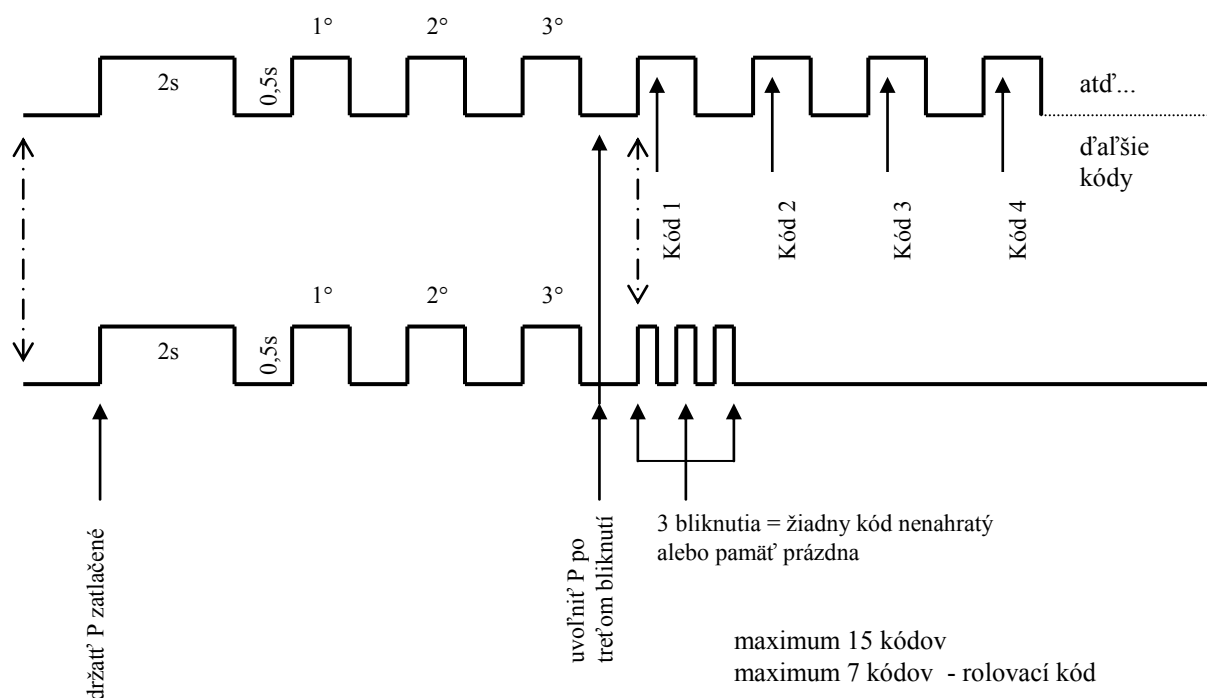 1° 2° 3°
2s 0,5s
atď...
ďaľšie
kódy
Kód 1 Kód 2 Kód 3 Kód 4
1° 2° 3°
2s 0,5s
držatť P zatlačené
uvoľniť P po
treťom bliknutí
3 bliknutia = žiadny kód nenahratý
alebo pamäť prázdna
maximum 15 kódov
maximum 7 kódov - rolovací kód